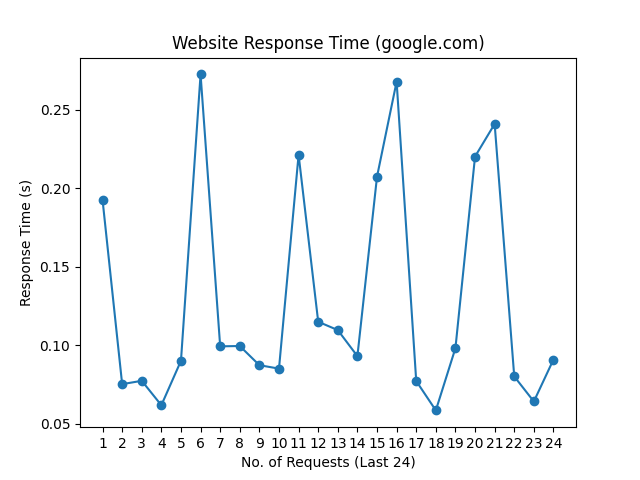 Website Response Time (google.com)
Response Time (s)
0.25
0.20
0.15
0.10
0.05
1 2 3 4 5 6 7 8 9 10 11 12 13 14 15 16 17 18 19 20 21 22 23 24
No. of Requests (Last 24)